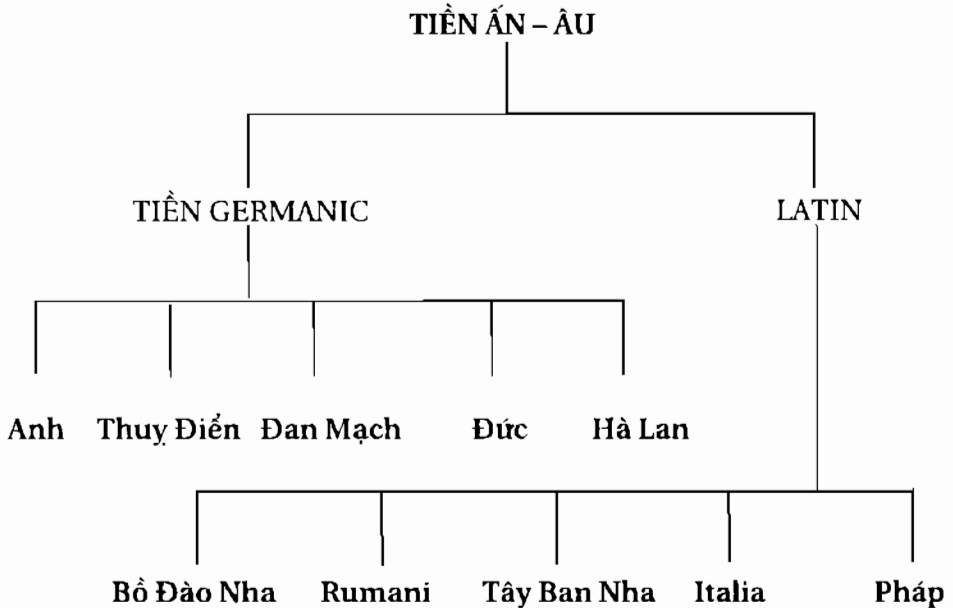 TIỀN ẤN – ÂU
TIỀN GERMANIC LATIN
Anh Thuỵ Điển Đan Mạch Đức Hà Lan
Bồ Đào Nha Rumani Tây Ban Nha Italia Pháp